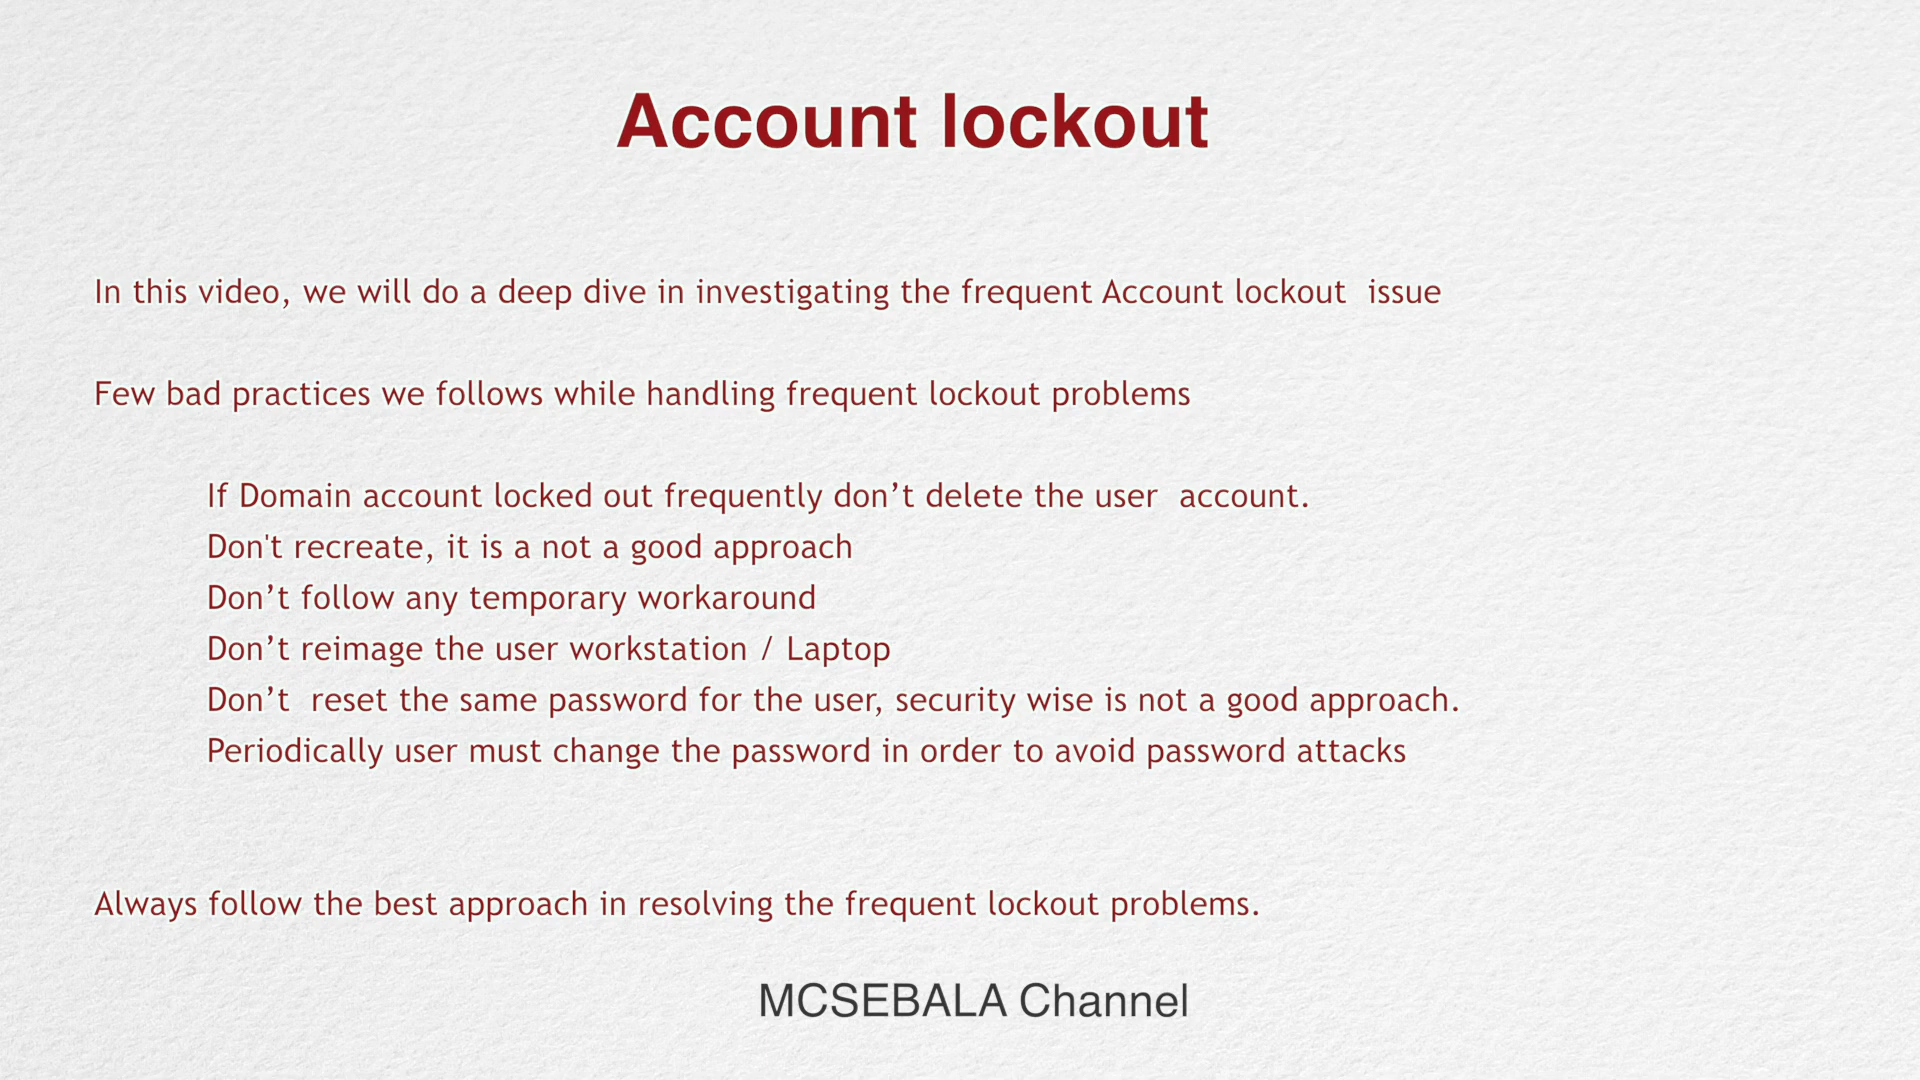 Account lockout
In this video, we will do a deep dive in investigating the frequent Account lockout  issue
Few bad practices we follows while handling frequent lockout problems
If Domain account locked out frequently don’t delete the user  account.
Don't recreate, it is a not a good approach
Don’t follow any temporary workaround
Don’t reimage the user workstation / Laptop
Don’t  reset the same password for the user, security wise is not a good approach.
Periodically user must change the password in order to avoid password attacks
Always follow the best approach in resolving the frequent lockout problems.
MCSEBALA Channel